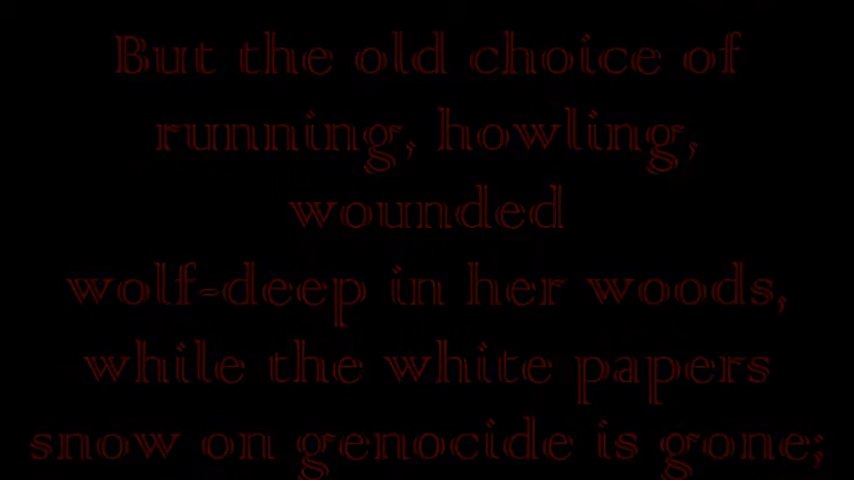 But the old choice of
running, howling,
wounded
wolf-deep in her woods,
while the white papers
snow on genocide is gone;